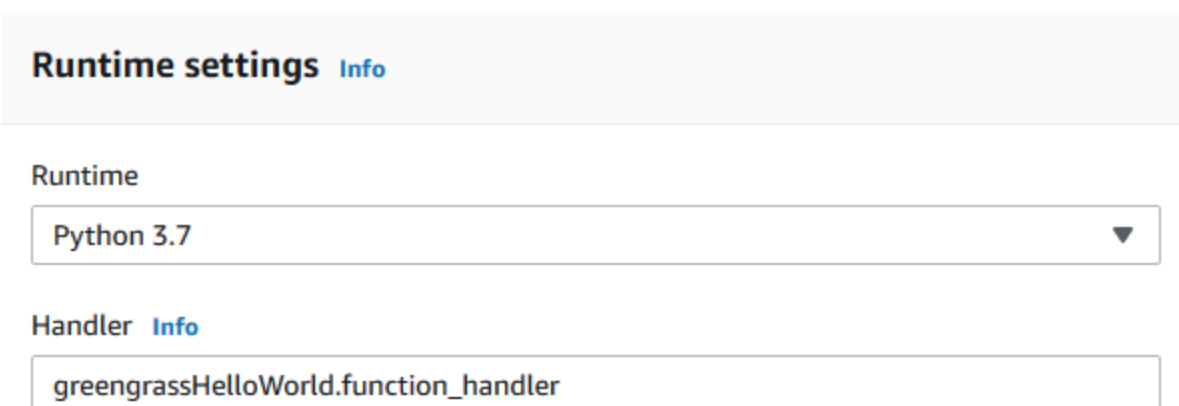 Runtime settings Info
Runtime
Python 3.7
Handler Info
greengrassHelloWorld.function_handler